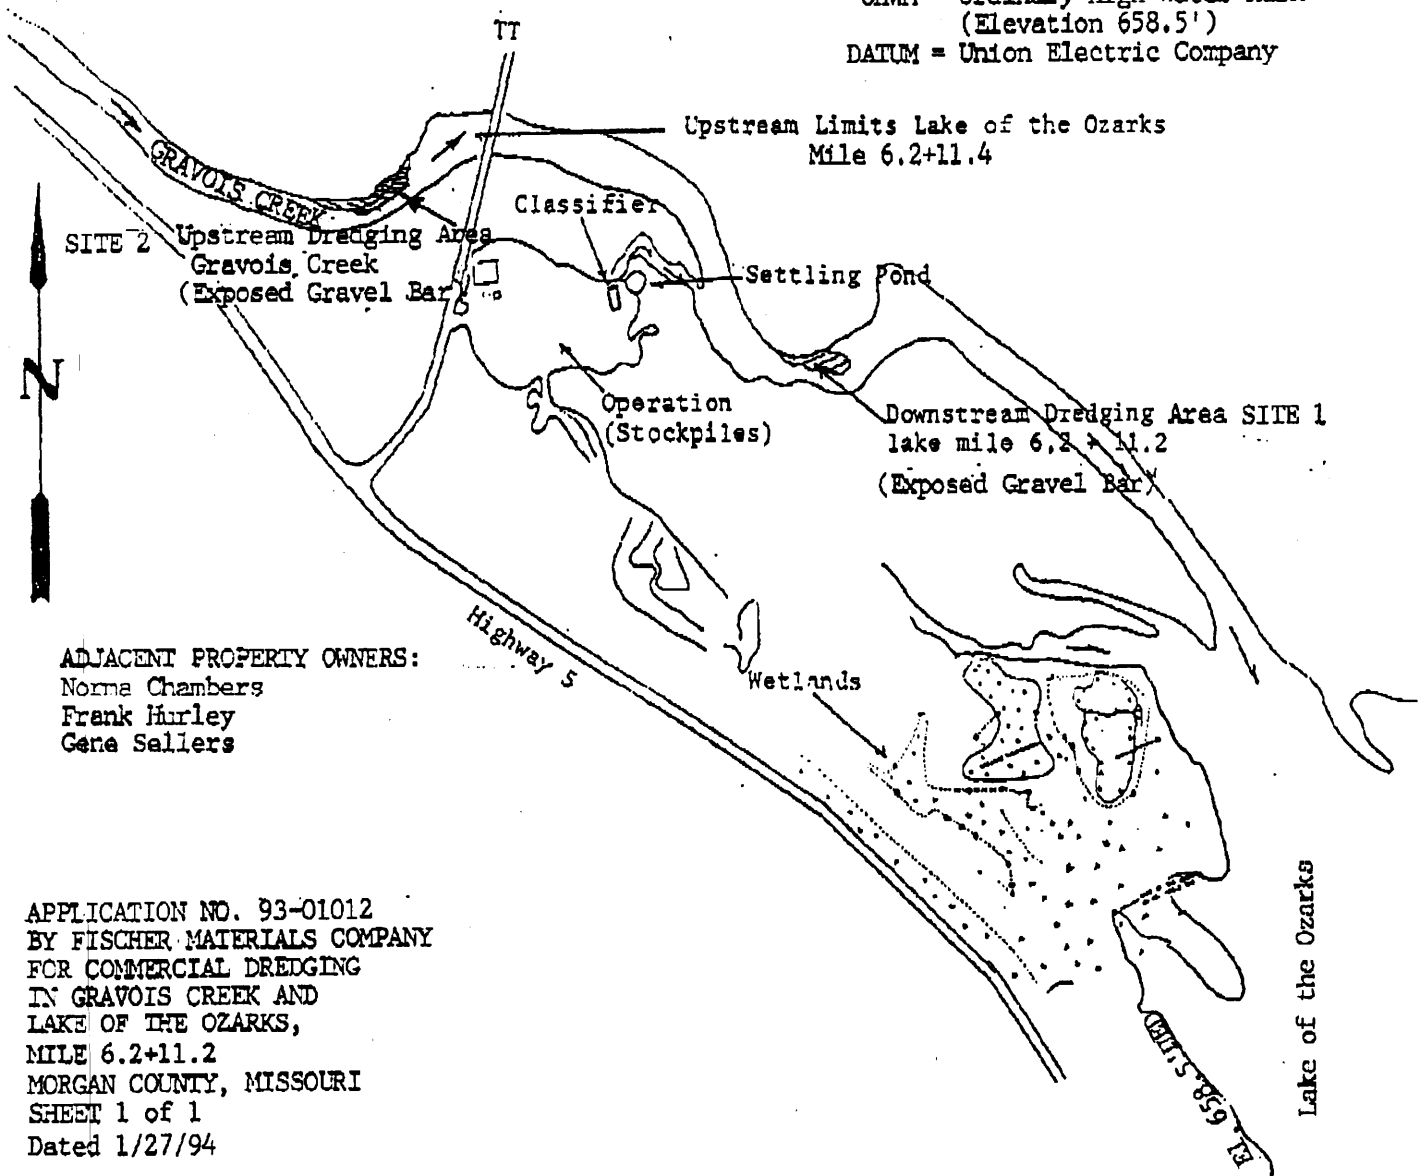 (Elevation 658.5')
DATUM = Union Electric Company
TT
Upstream Limits Lake of the Ozarks
Mile 6.2+11.4
GRAVOIS CREEK
Classifier
SITE 2
Upstream Dredging Area
Gravois Creek
(Exposed Gravel Bar
Settling Pond
N
Operation
(Stockpiles)
Downstream Dredging Area SITE 1
lake mile 6.2 + 11.2
(Exposed Gravel Bar)
Highway 5
ADJACENT PROPERTY OWNERS:
Norma Chambers
Frank Hurley
Gene Sellers
Wetlands
APPLICATION NO. 93-01012
BY FISCHER MATERIALS COMPANY
FOR COMMERCIAL DREDGING
IN GRAVOIS CREEK AND
LAKE OF THE OZARKS,
MILE 6.2+11.2
MORGAN COUNTY, MISSOURI
SHEET 1 of 1
Dated 1/27/94
Lake of the Ozarks
El 658.5'